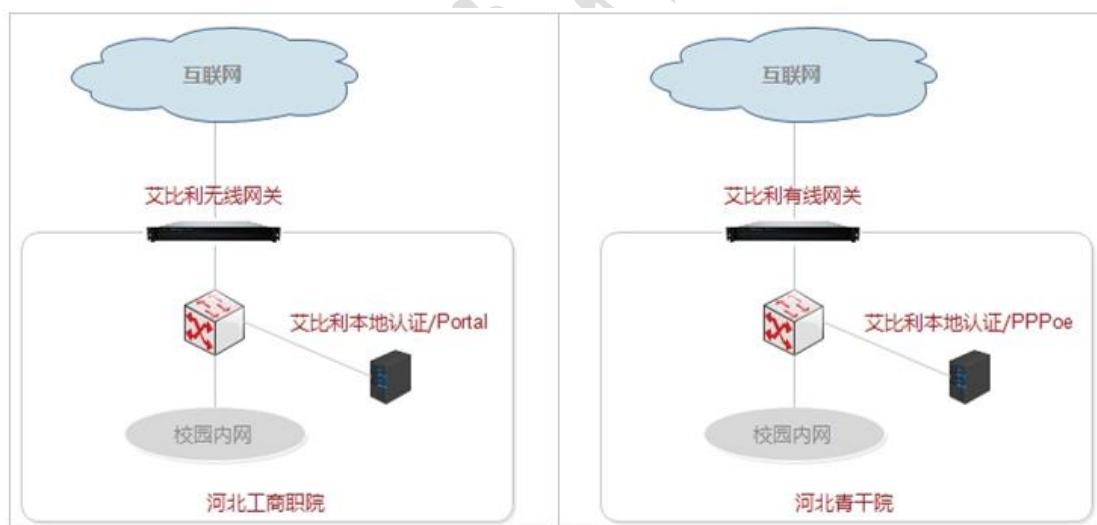 互联网
艾比利无线网关
艾比利本地认证/Portal
校园内网
河北工商职院
互联网
艾比利有线网关
艾比利本地认证/PPPoe
校园内网
河北青干院